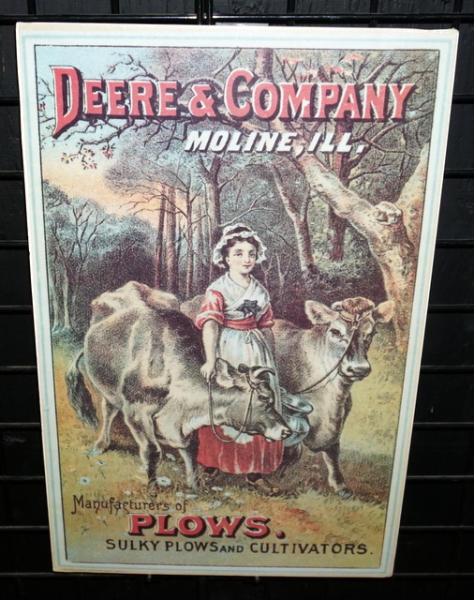 DEERE & COMPANY
MOLINE, ILL.
Manufacturers of
PLOWS.
SULKY PLOWS AND CULTIVATORS.